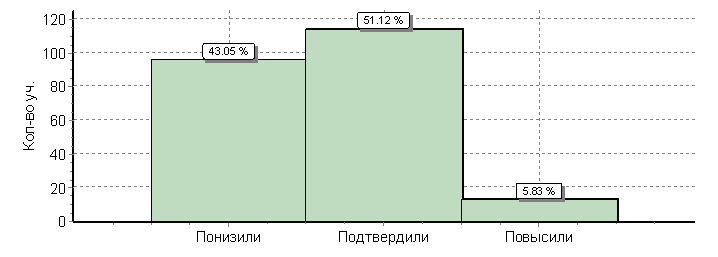 Кол-во уч.
120
100
80
60
40
20
0
43.05 %
51.12 %
5.83 %
Понизили
Подтвердили
Повысили